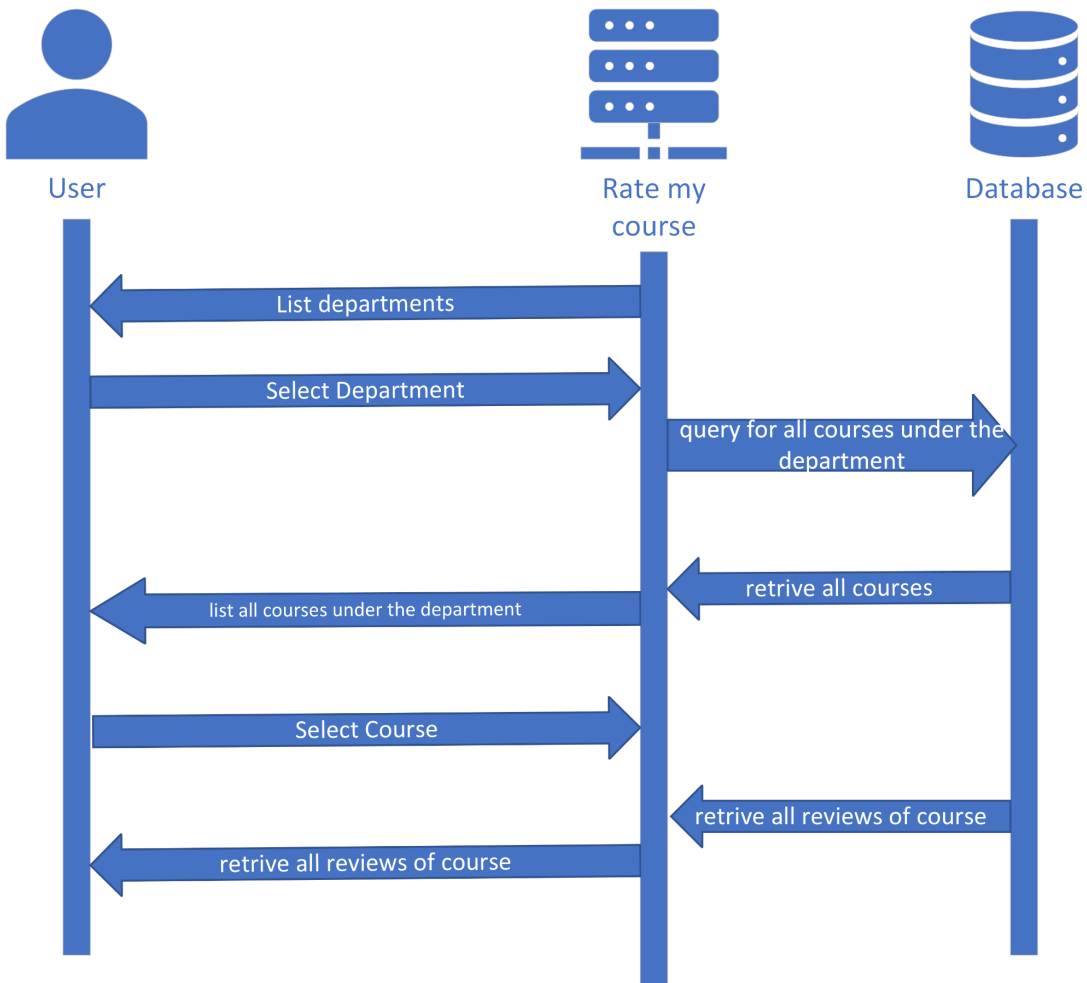 User
Rate my
course
Database
List departments
Select Department
query for all courses under the
department
retrive all courses
list all courses under the department
Select Course
retrive all reviews of course
retrive all reviews of course